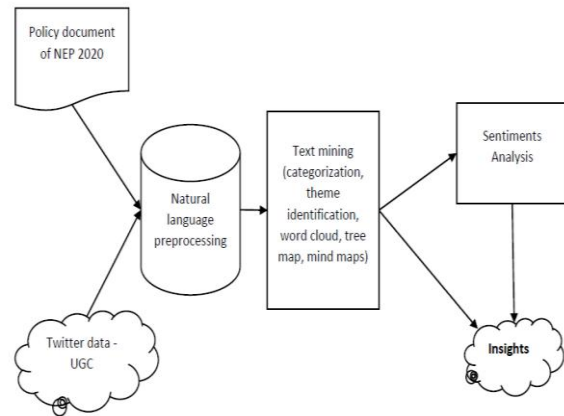 Policy document
of NEP 2020
Natural
language
preprocessing
Text mining
(categorization,
theme
identification,
word cloud, tree
map, mind maps)
Sentiments
Analysis
Twitter data -
UGC
Insights